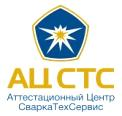 АЦ СТС
Аттестационный Центр
СваркаТехСервис